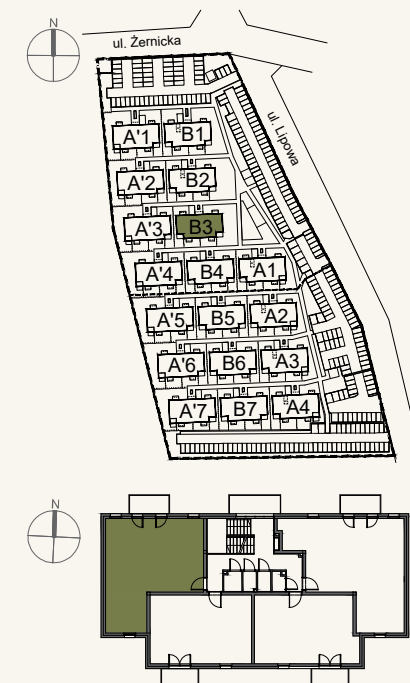 N
ul. Żernicka
ul. Lipowa
A'1 B1
A'2 B2
A'3 B3
A'4 B4 A1
A'5 B5 A2
A'6 B6 A3
A'7 B7 A4
N